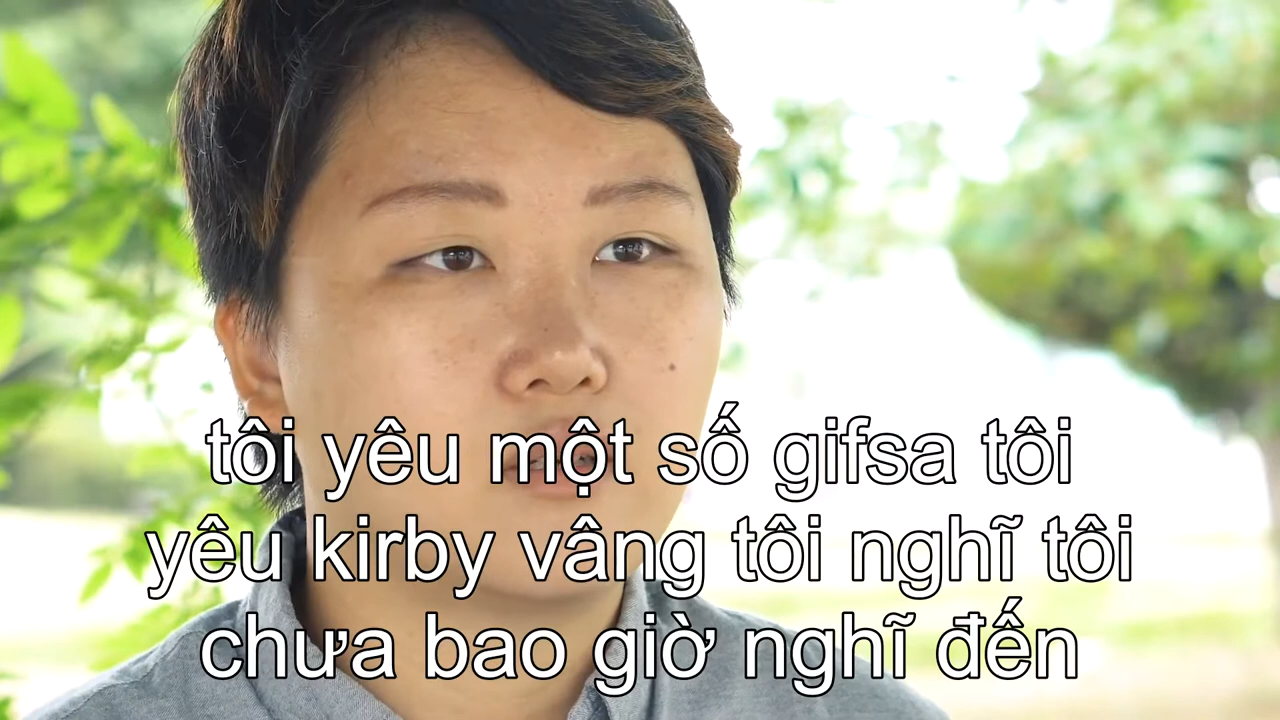 tôi yêu một số gifsa tôi
yêu kirby vâng tôi nghĩ tôi
chưa bao giờ nghĩ đến